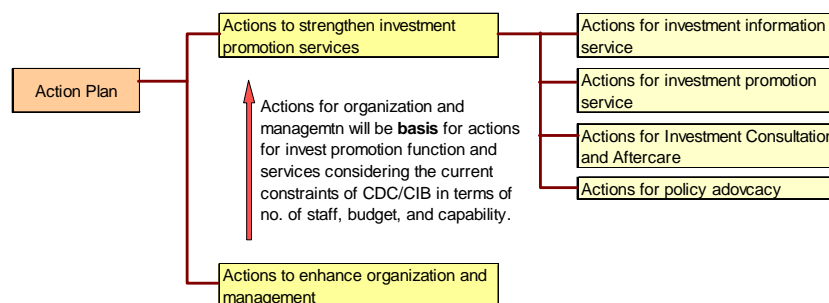 Action Plan
Actions to strengthen investment
promotion services
Actions for organization and
managemtn will be basis for actions
for invest promotion function and
services considering the current
constraints of CDC/CIB in terms of
no. of staff, budget, and capability.
Actions to enhance organization and
management
Actions for investment information
service
Actions for investment promotion
service
Actions for Investment Consultation
and Aftercare
Actions for policy adovcacy